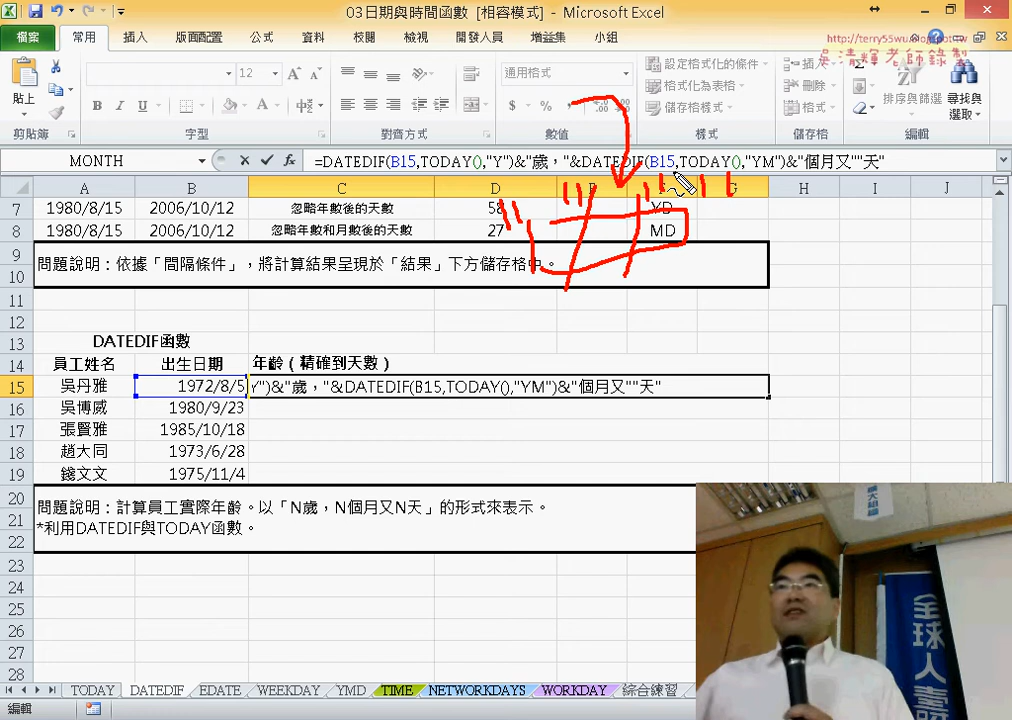 03日期與時間函數 [相容模式] - Microsoft Excel
檔案 常用 插入 版面配置 公式 資料 校閱 檢視 開發人員 增益集 小組
http://terry55wu.blogspot.tw
吳清輝老師錄製
貼上
12
通用格式
設定格式化的條件
格式化為表格
儲存格樣式
插入
刪除
格式
排序與篩選 尋找與選取
剪貼簿 字型 對齊方式 數值 樣式 儲存格 編輯
MONTH =DATEDIF(B15,TODAY(),"Y")&"歲，"&DATEDIF(B15,TODAY(),"YM")&"個月又""天"
A B C D E F G H I J
7 1980/8/15 2006/10/12 忽略年數後的天數 58 YD
8 1980/8/15 2006/10/12 忽略年數和月數後的天數 27 MD
9 問題說明：依據「間隔條件」，將計算結果呈現於「結果」下方儲存格中。
10
11
12
13 DATEDIF函數
14 員工姓名 出生日期 年齡（精確到天數）
15 吳丹雅 1972/8/5 Y")&"歲，"&DATEDIF(B15,TODAY(),"YM")&"個月又""天"
16 吳博威 1980/9/23
17 張賢雅 1985/10/18
18 趙大同 1973/6/28
19 錢文文 1975/11/4
20 問題說明：計算員工實際年齡。以「N歲，N個月又N天」的形式來表示。
21 *利用DATEDIF與TODAY函數。
22
23
24
25
26
27
28
TODAY DATEDIF EDATE WEEKDAY YMD TIME NETWORKDAYS WORKDAY 綜合練習
編輯
全球人壽